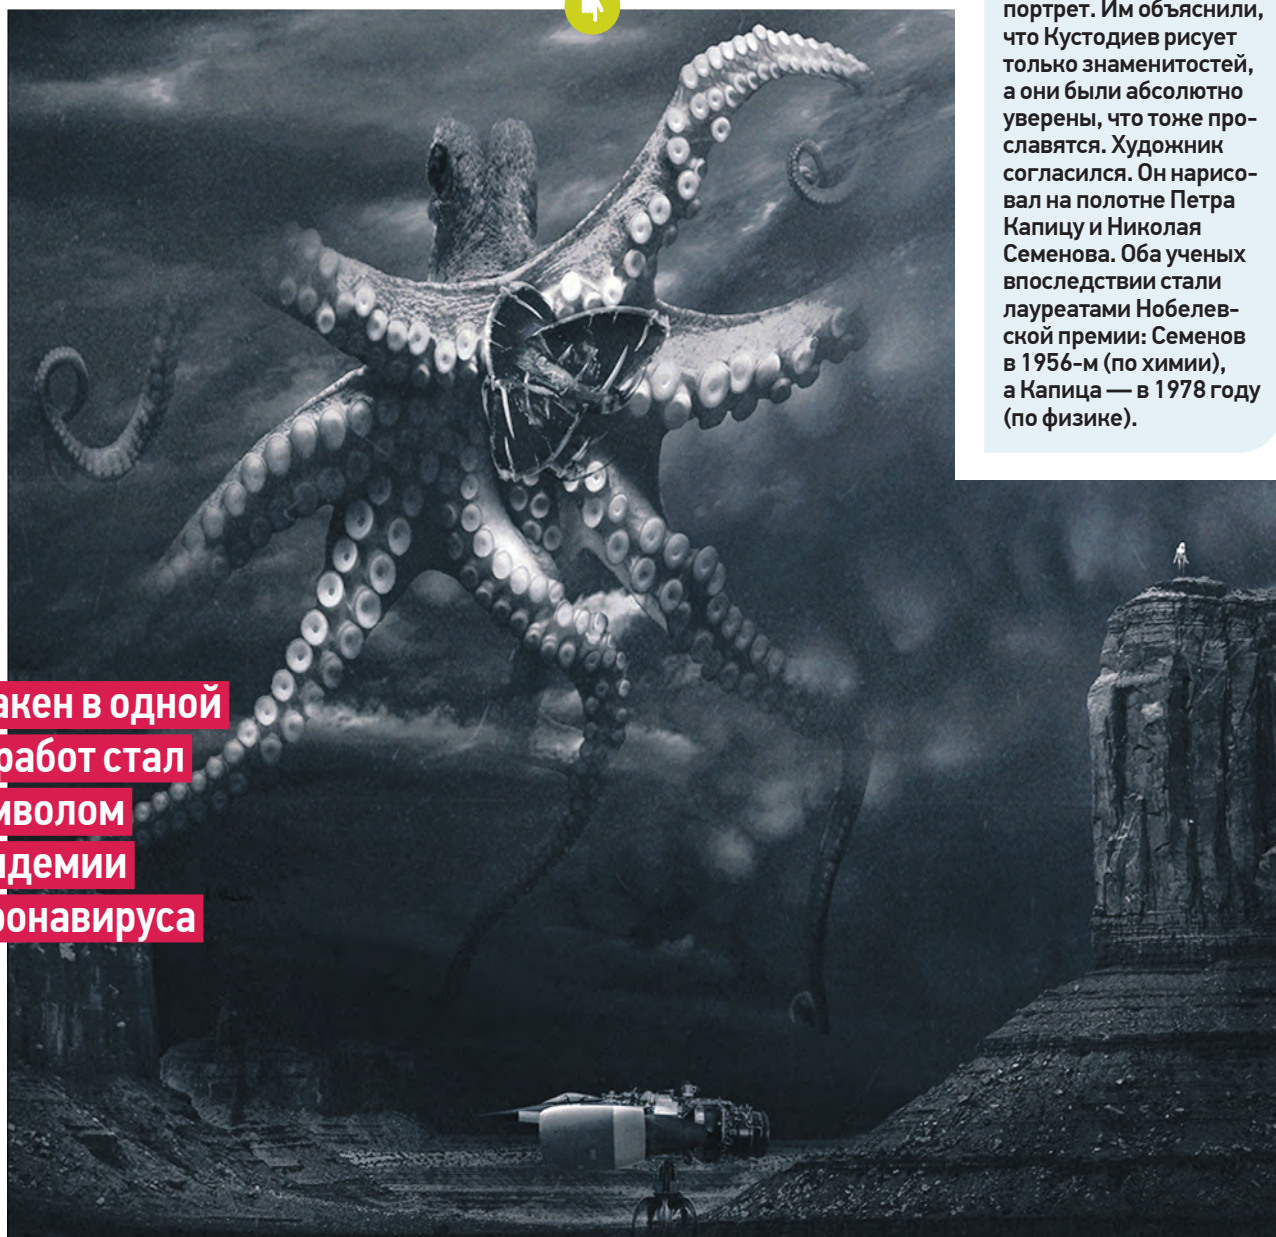 портрет. Им объяснили,
что Кустодиев рисует
только знаменитостей,
а они были абсолютно
уверены, что тоже про-
славятся. Художник
согласился. Он нарисо-
вал на полотне Петра
Капицу и Николая
Семенова. Оба ученых
впоследствии стали
лауреатами Нобелев-
ской премии: Семенов
в 1956-м (по химии),
а Капица — в 1978 году
(по физике).
акен в одной
работ стал
мволом
идемии
ронавируса